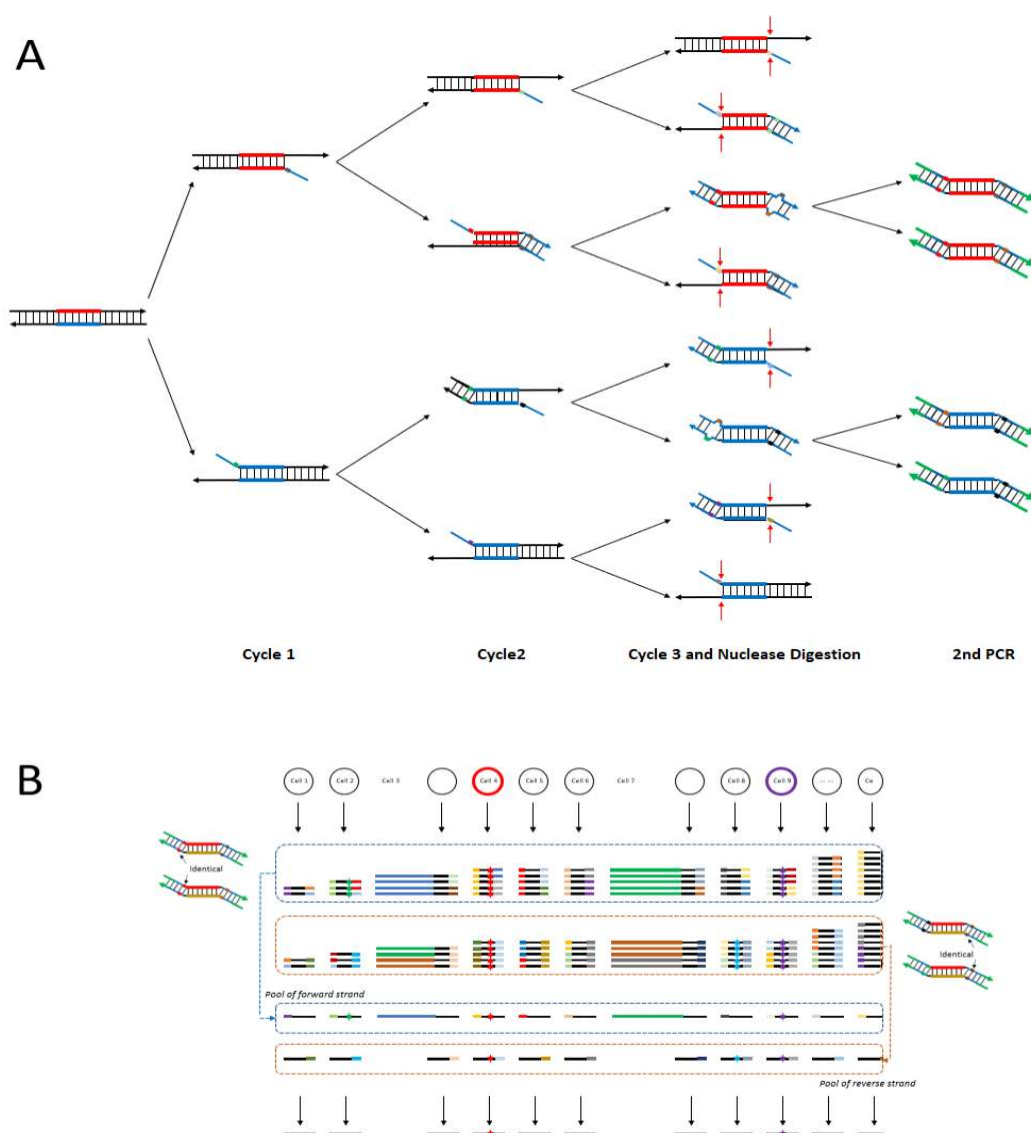 A
Cycle 1 Cycle2 Cycle 3 and Nuclease Digestion 2nd PCR
B
Cell 1 Cell 2 Cell 3 Cell 4 Cell 5 Cell 6 Cell 7 Cell 8 Cell 9 ... ... Ce
Identical
Identical
Pool of forward strand
Pool of reverse strand